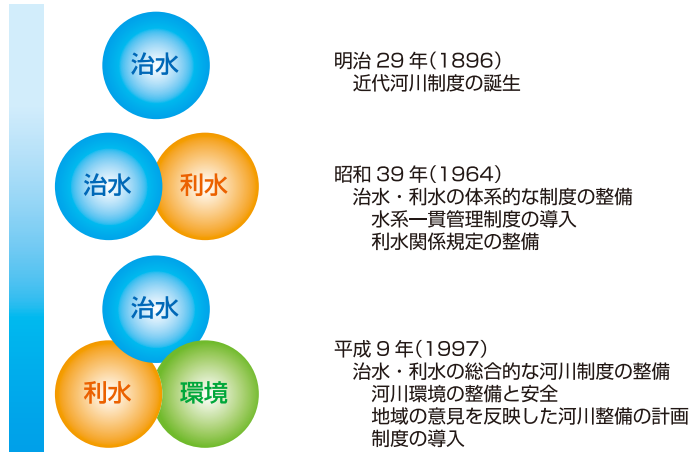 治水
明治 29 年（1896）
近代河川制度の誕生
治水
利水
昭和 39 年（1964）
治水・利水の体系的な制度の整備
水系一貫管理制度の導入
利水関係規定の整備
治水
利水
環境
平成 9 年（1997）
治水・利水の総合的な河川制度の整備
河川環境の整備と安全
地域の意見を反映した河川整備の計画
制度の導入